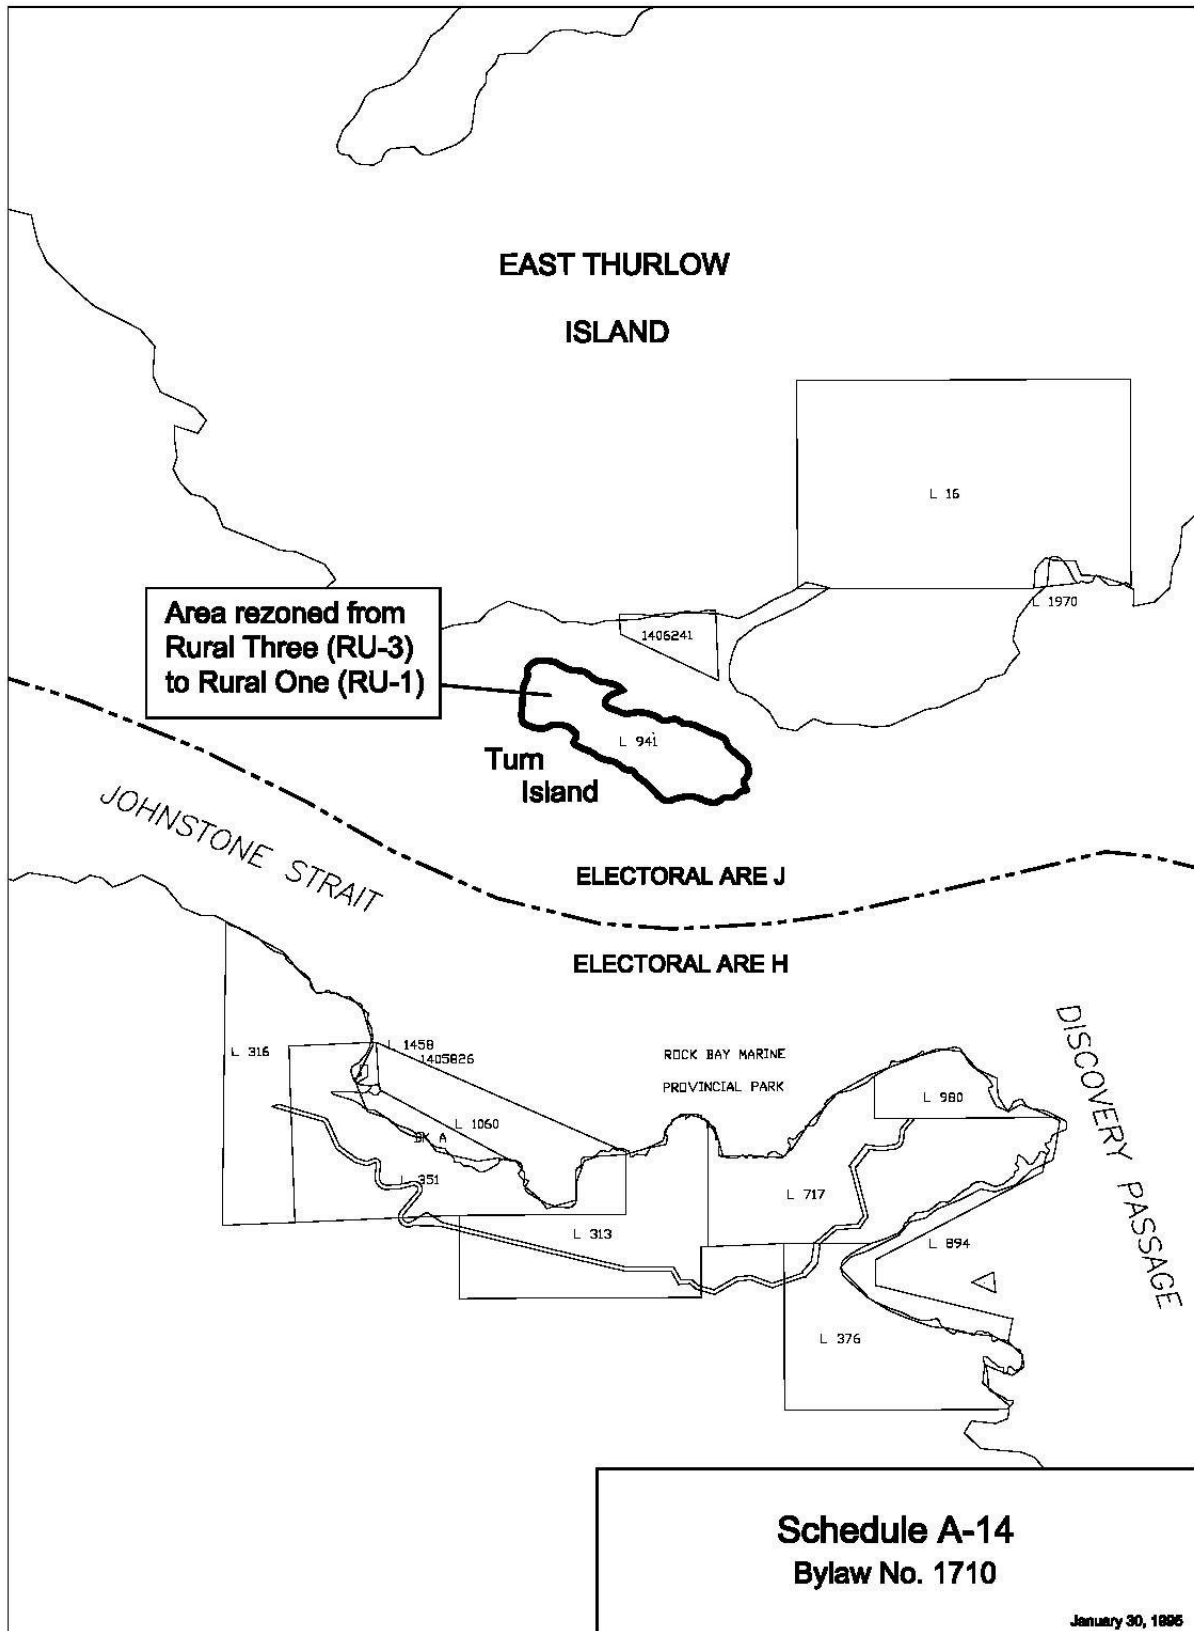 EAST THURLOW
ISLAND
L 16
Area rezoned from
Rural Three (RU-3)
to Rural One (RU-1)
L 1970
1406241
L 941
Turn
Island
JOHNSTONE STRAIT
ELECTORAL ARE J
ELECTORAL ARE H
DISCOVERY PASSAGE
L 316
L 1458
1405826
ROCK BAY MARINE
PROVINCIAL PARK
L 980
L 1060
BK A
L 351
L 717
L 313
L 894
L 376
Schedule A-14
Bylaw No. 1710
January 30, 1995